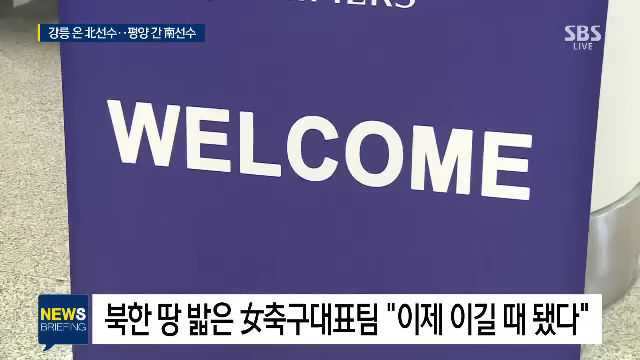 강릉 온 北선수‥평양 간 南선수
SBS
LIVE
WELCOME
NEWS
BRIEFING
북한 땅 밟은 女축구대표팀 "이제 이길 때 됐다"